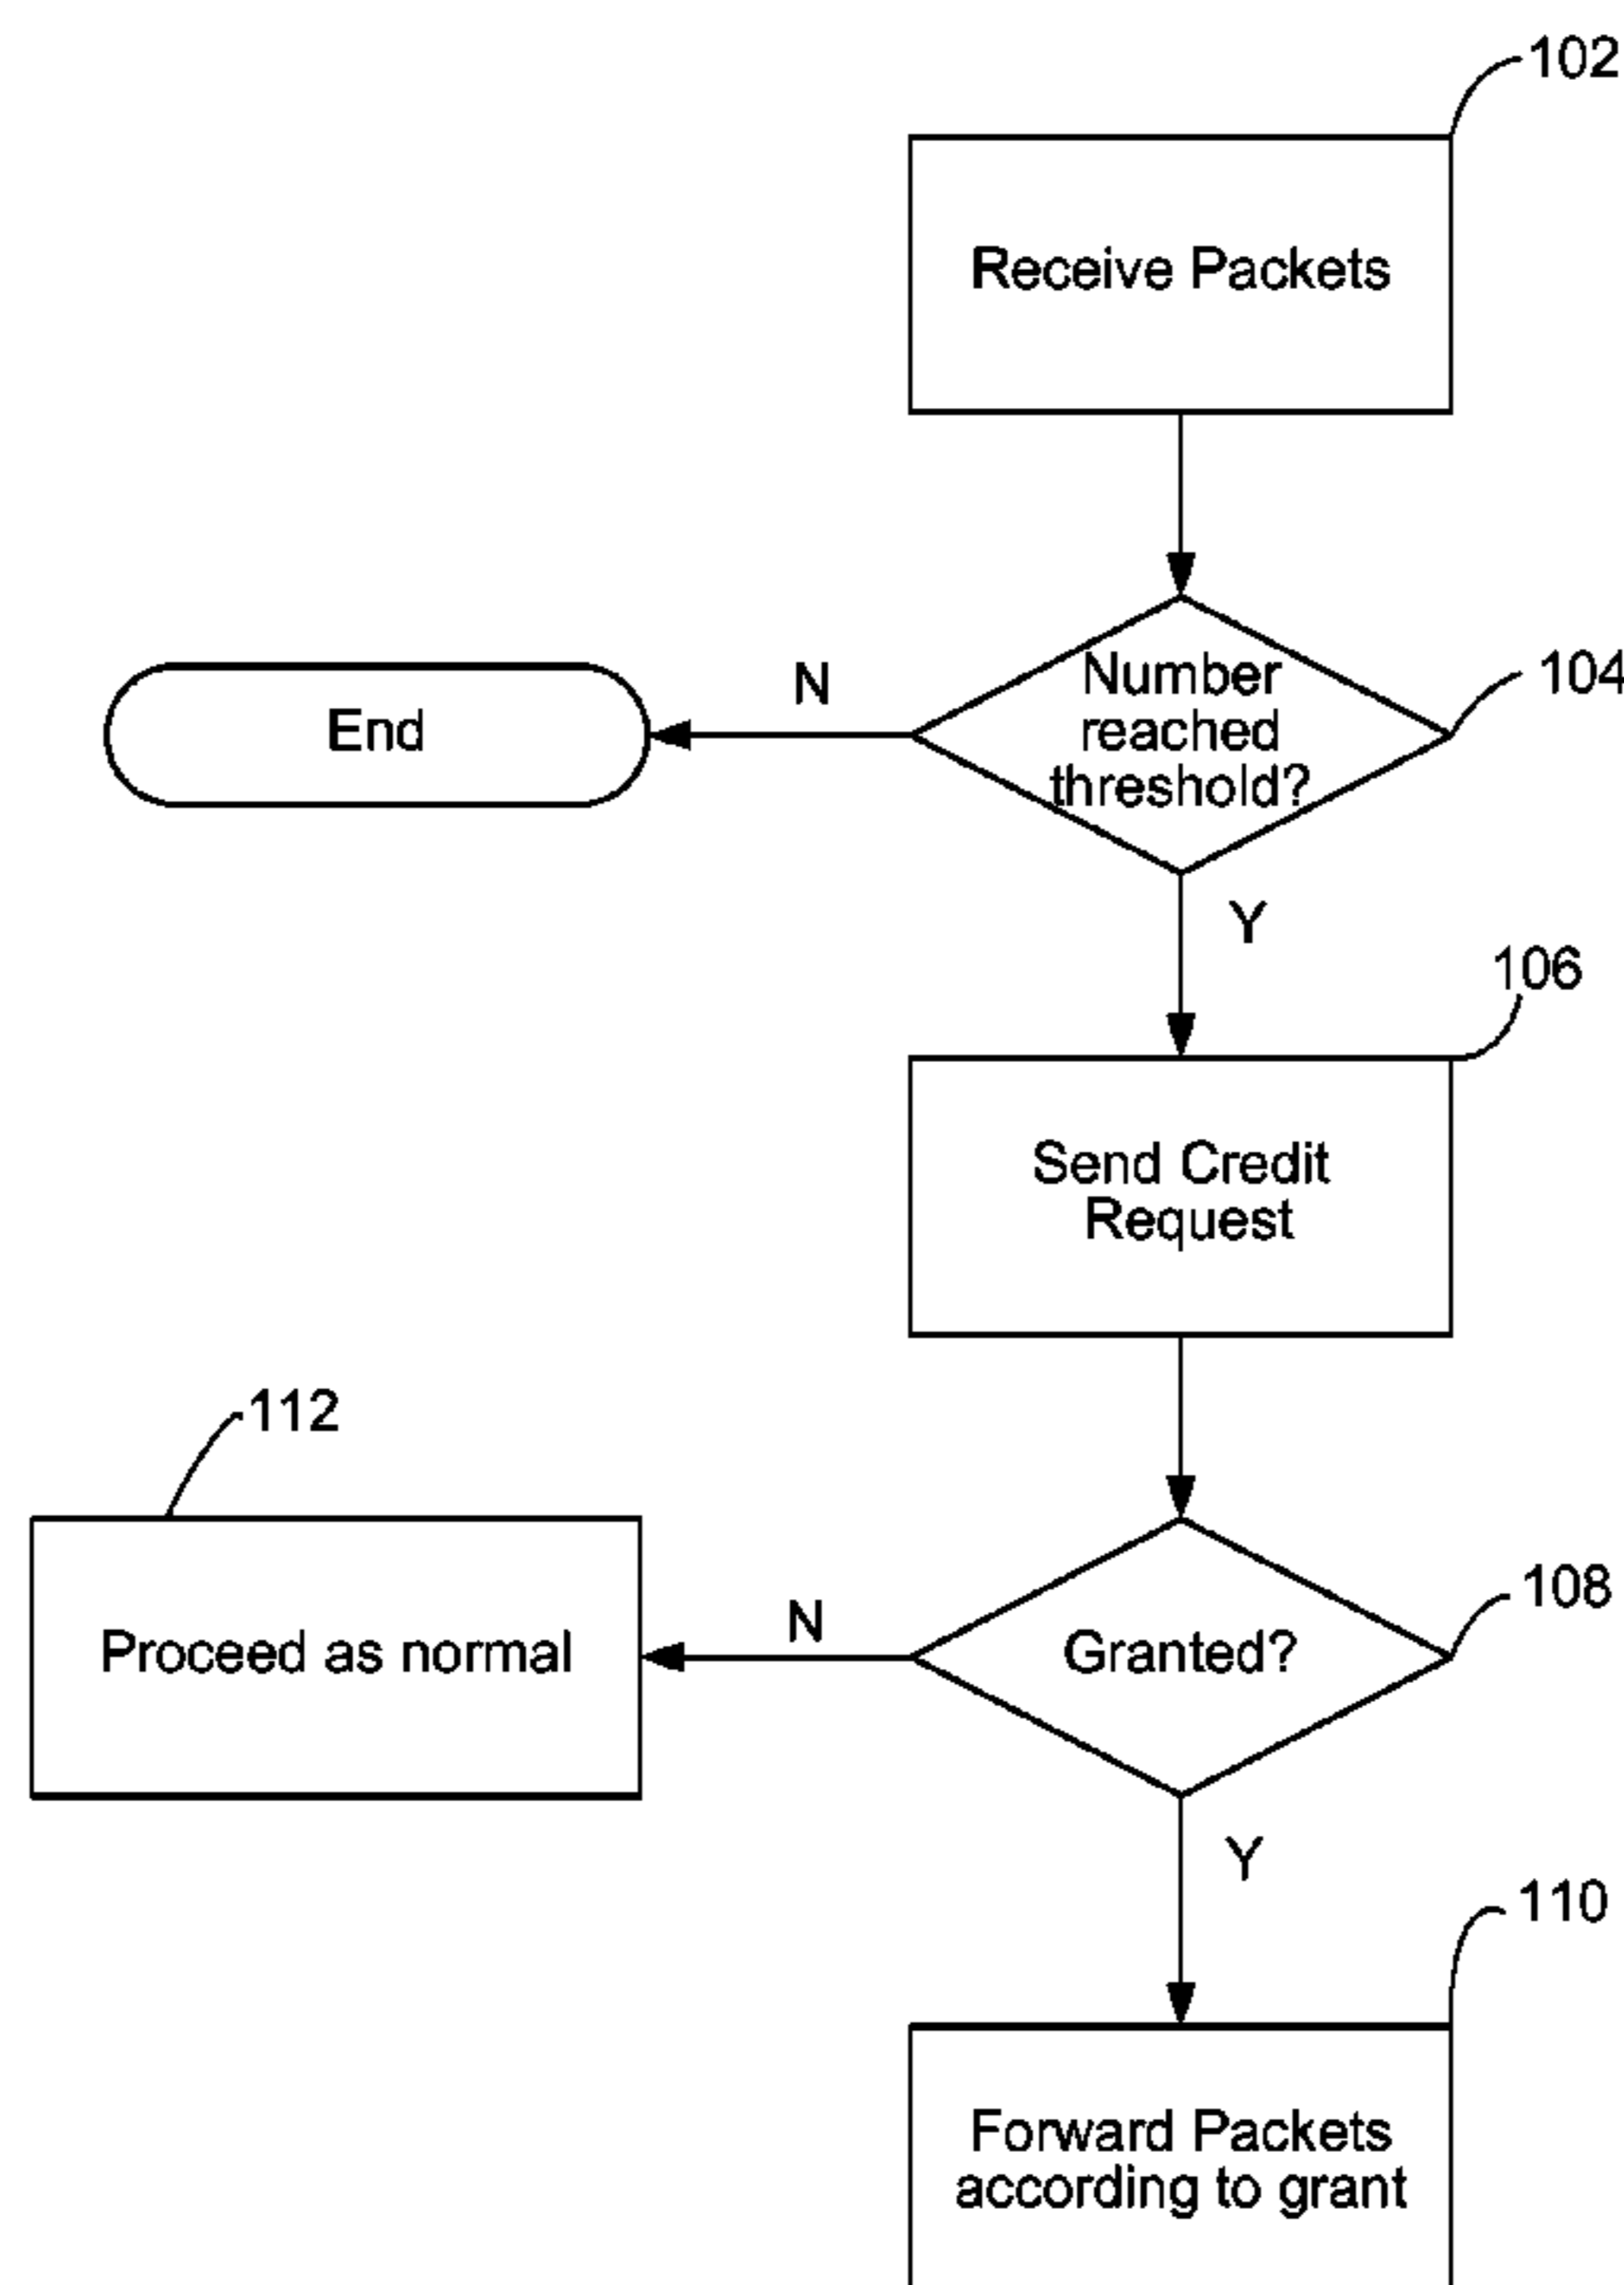 102
Receive Packets
Number
reached
threshold?
104
N
End
Y
106
Send Credit
Request
112
Proceed as normal
N
Granted?
108
Y
110
Forward Packets
according to grant